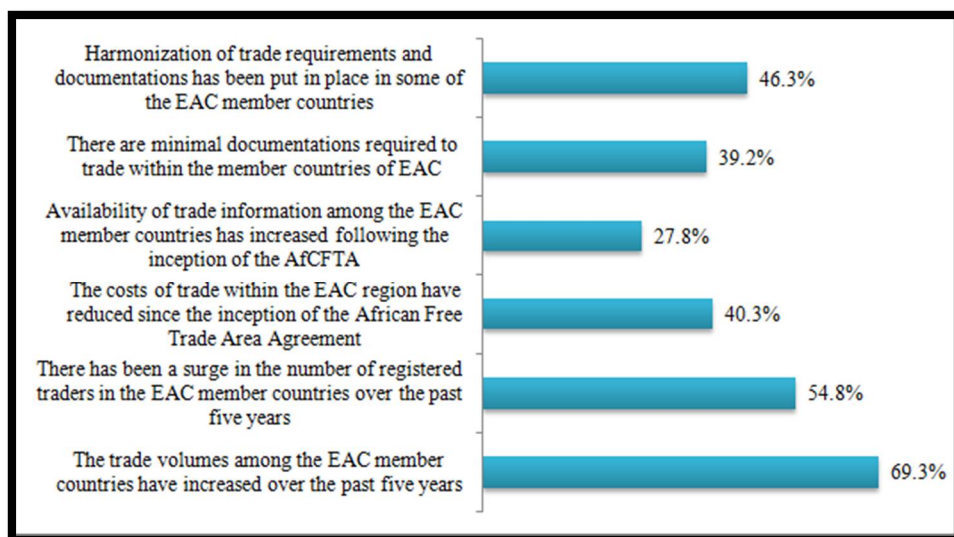 Harmonization of trade requirements and
documentations has been put in place in some of
the EAC member countries
46.3%
There are minimal documentations required to
trade within the member countries of EAC
39.2%
Availability of trade information among the EAC
member countries has increased following the
inception of the AfCFTA
27.8%
The costs of trade within the EAC region have
reduced since the inception of the African Free
Trade Area Agreement
40.3%
There has been a surge in the number of registered
traders in the EAC member countries over the past
five years
54.8%
The trade volumes among the EAC member
countries have increased over the past five years
69.3%